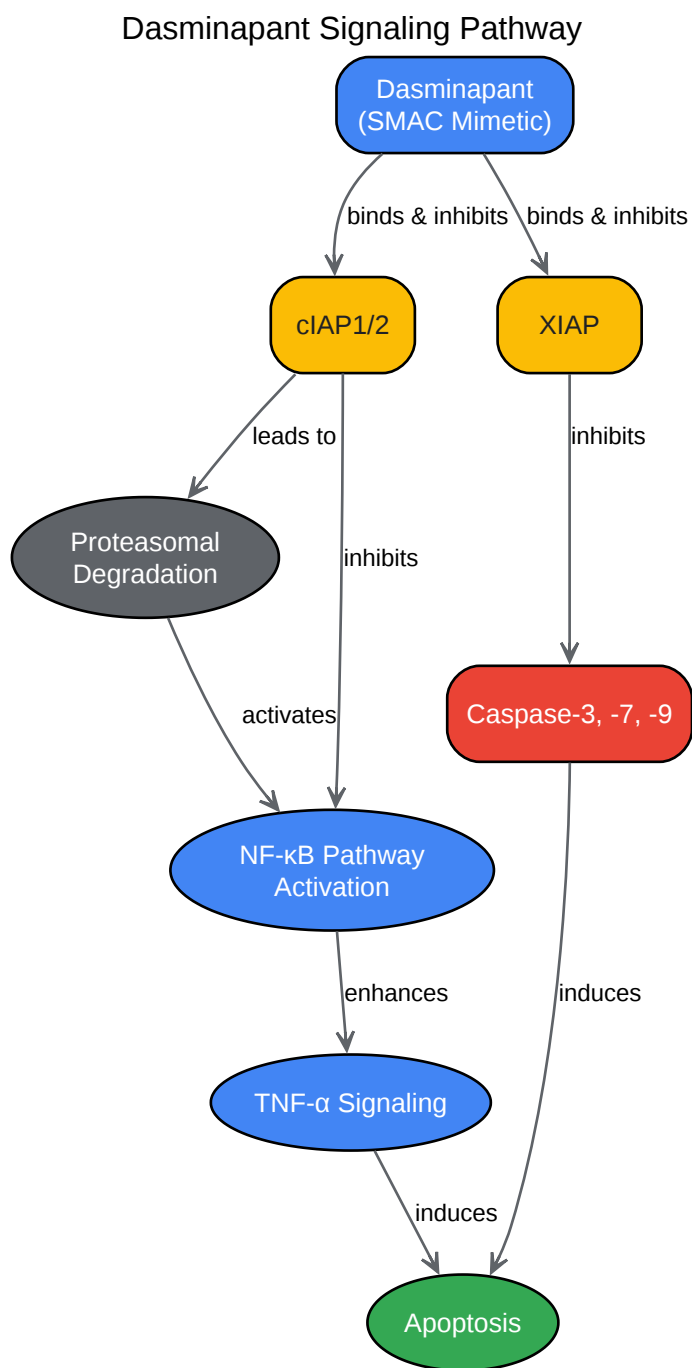 Dasminapant Signaling Pathway
Dasminapant
(SMAC Mimetic)
binds & inhibits
binds & inhibits
cIAP1/2
XIAP
leads to
inhibits
Proteasomal
Degradation
inhibits
activates
Caspase-3, -7, -9
NF-κB Pathway
Activation
enhances
induces
TNF-α Signaling
induces
Apoptosis